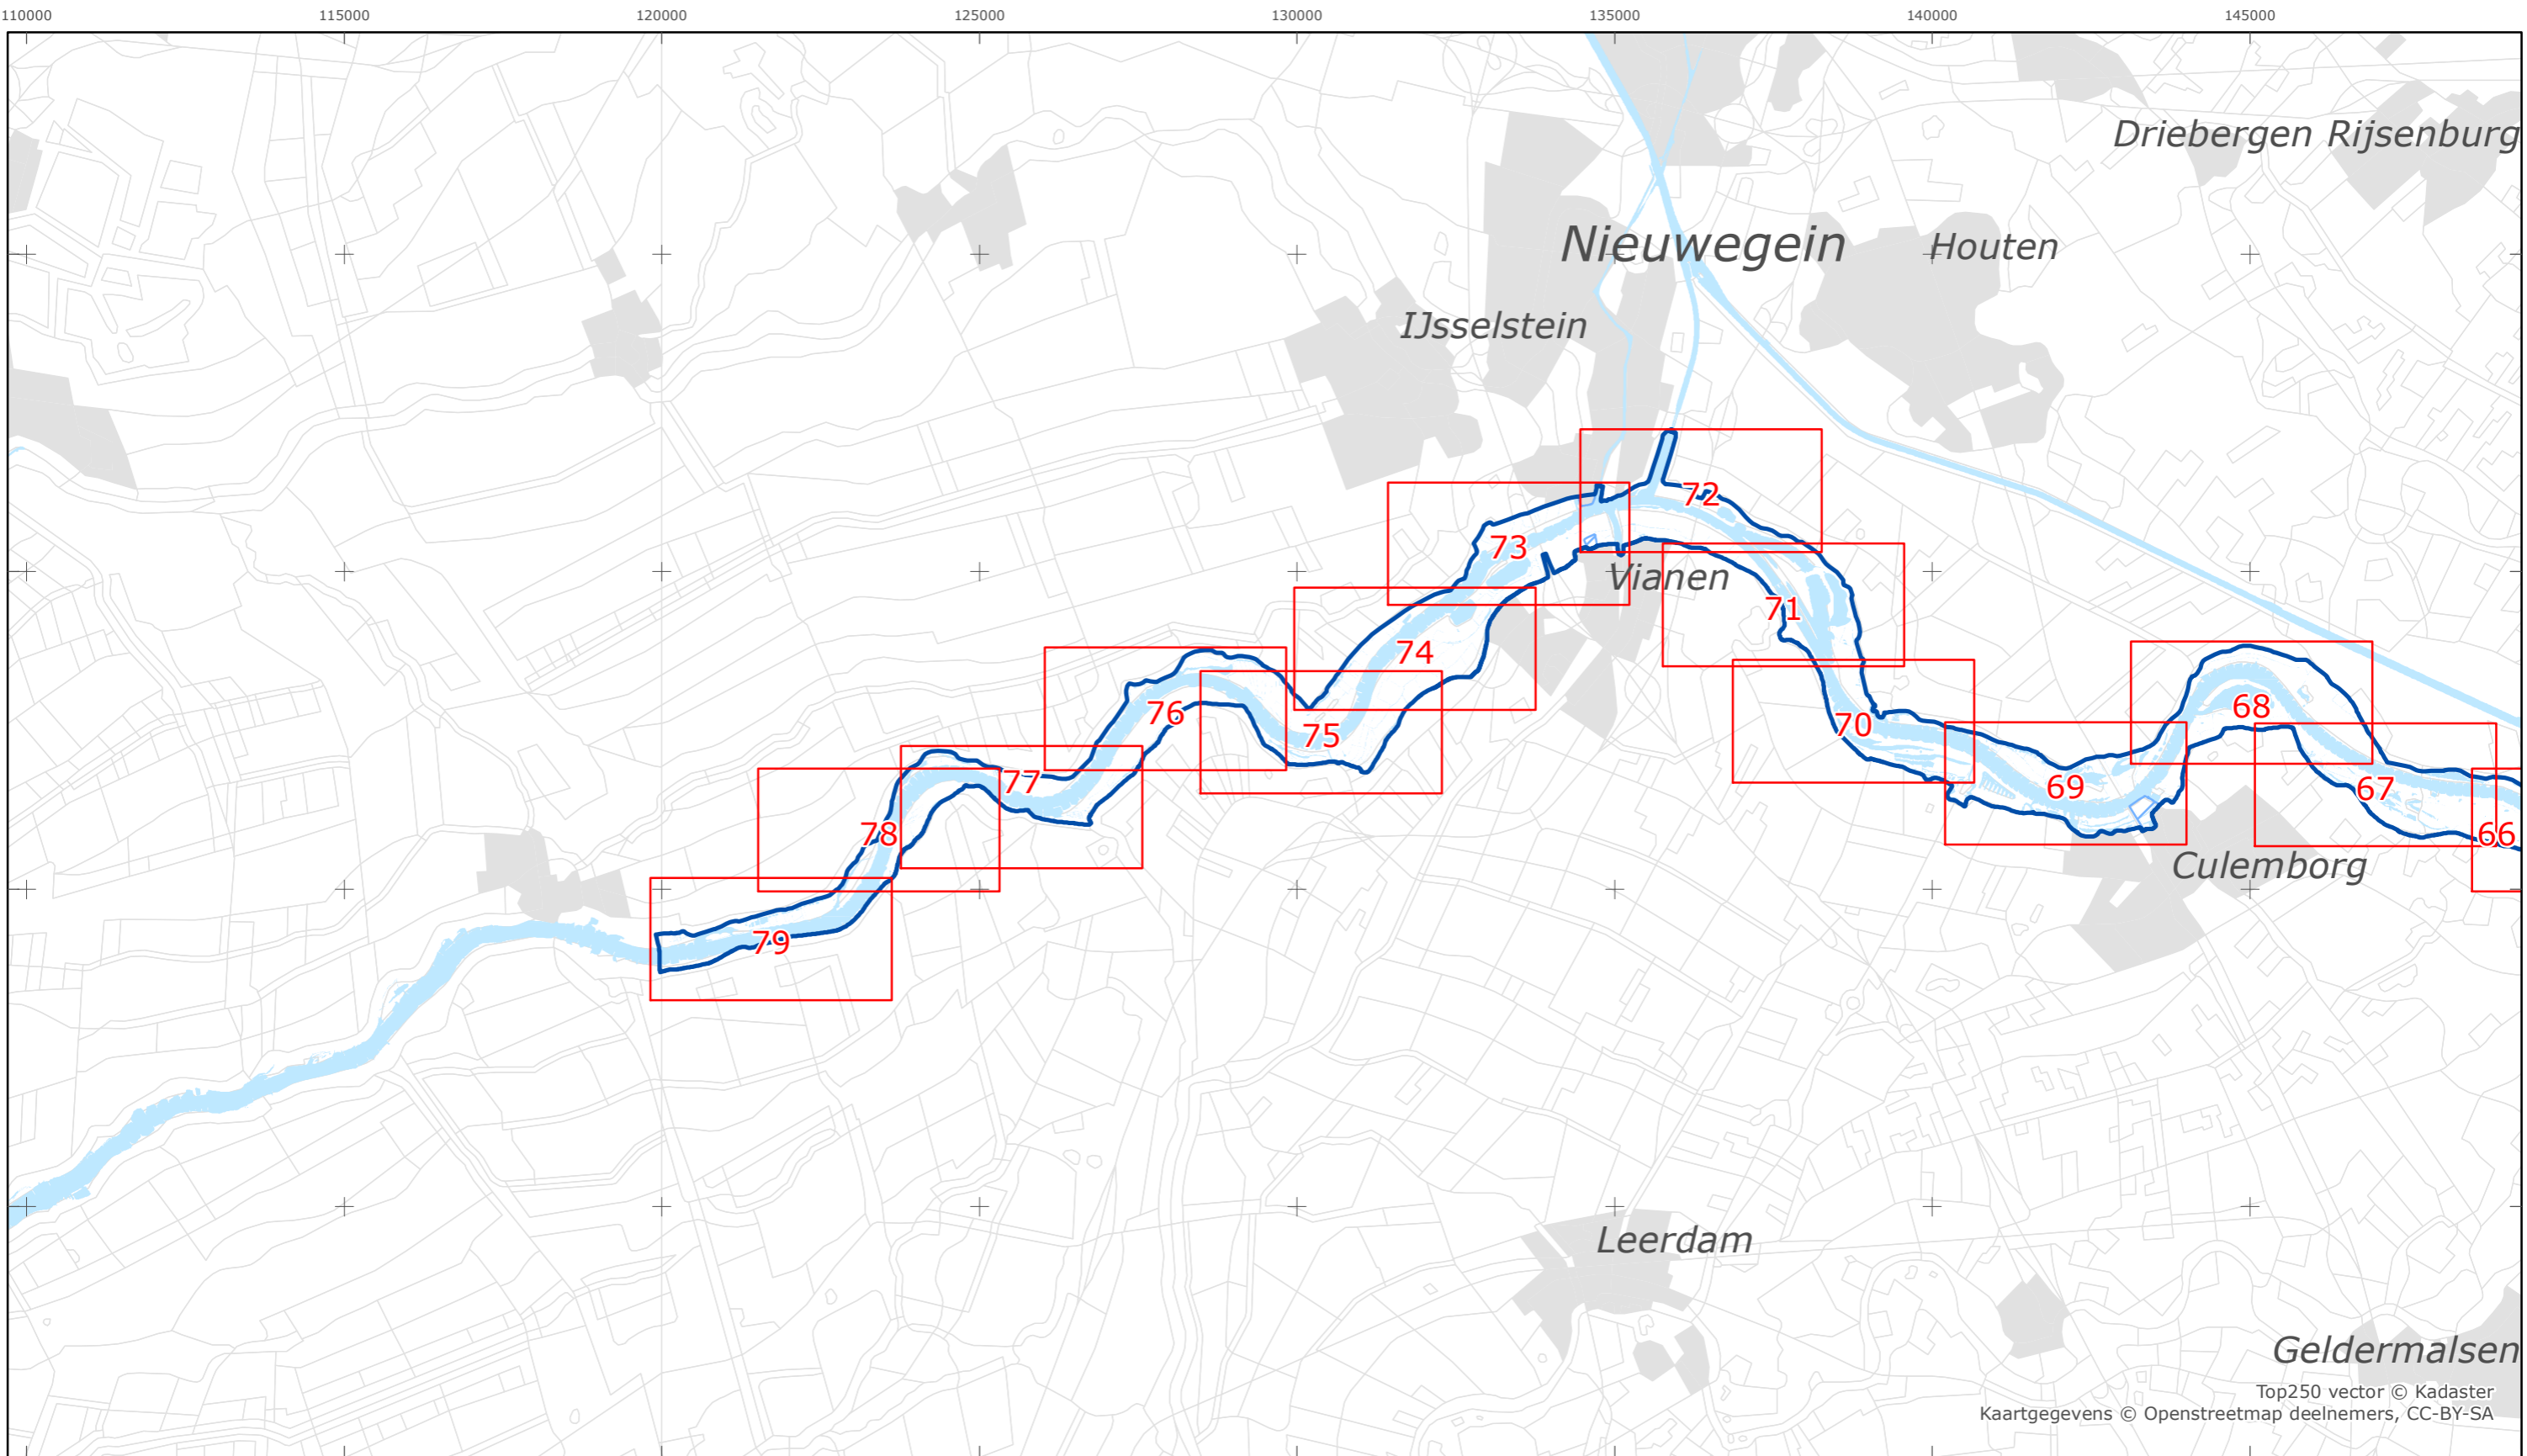 110000 115000 120000 125000 130000 135000 140000 145000
Driebergen Rijsenburg
Nieuwegein
Houten
IJsselstein
72
73
Vianen
71
74
68
76
70
75
77
69
67
78
66
Culemborg
79
Leerdam
Geldermalsen
Top250 vector © Kadaster
Kaartgegevens © Openstreetmap deelnemers, CC-BY-SA